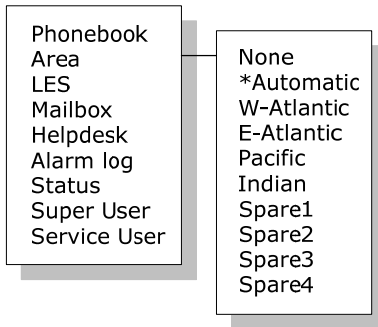 Phonebook
Area
LES
Mailbox
Helpdesk
Alarm log
Status
Super User
Service User
None
*Automatic
W-Atlantic
E-Atlantic
Pacific
Indian
Spare1
Spare2
Spare3
Spare4